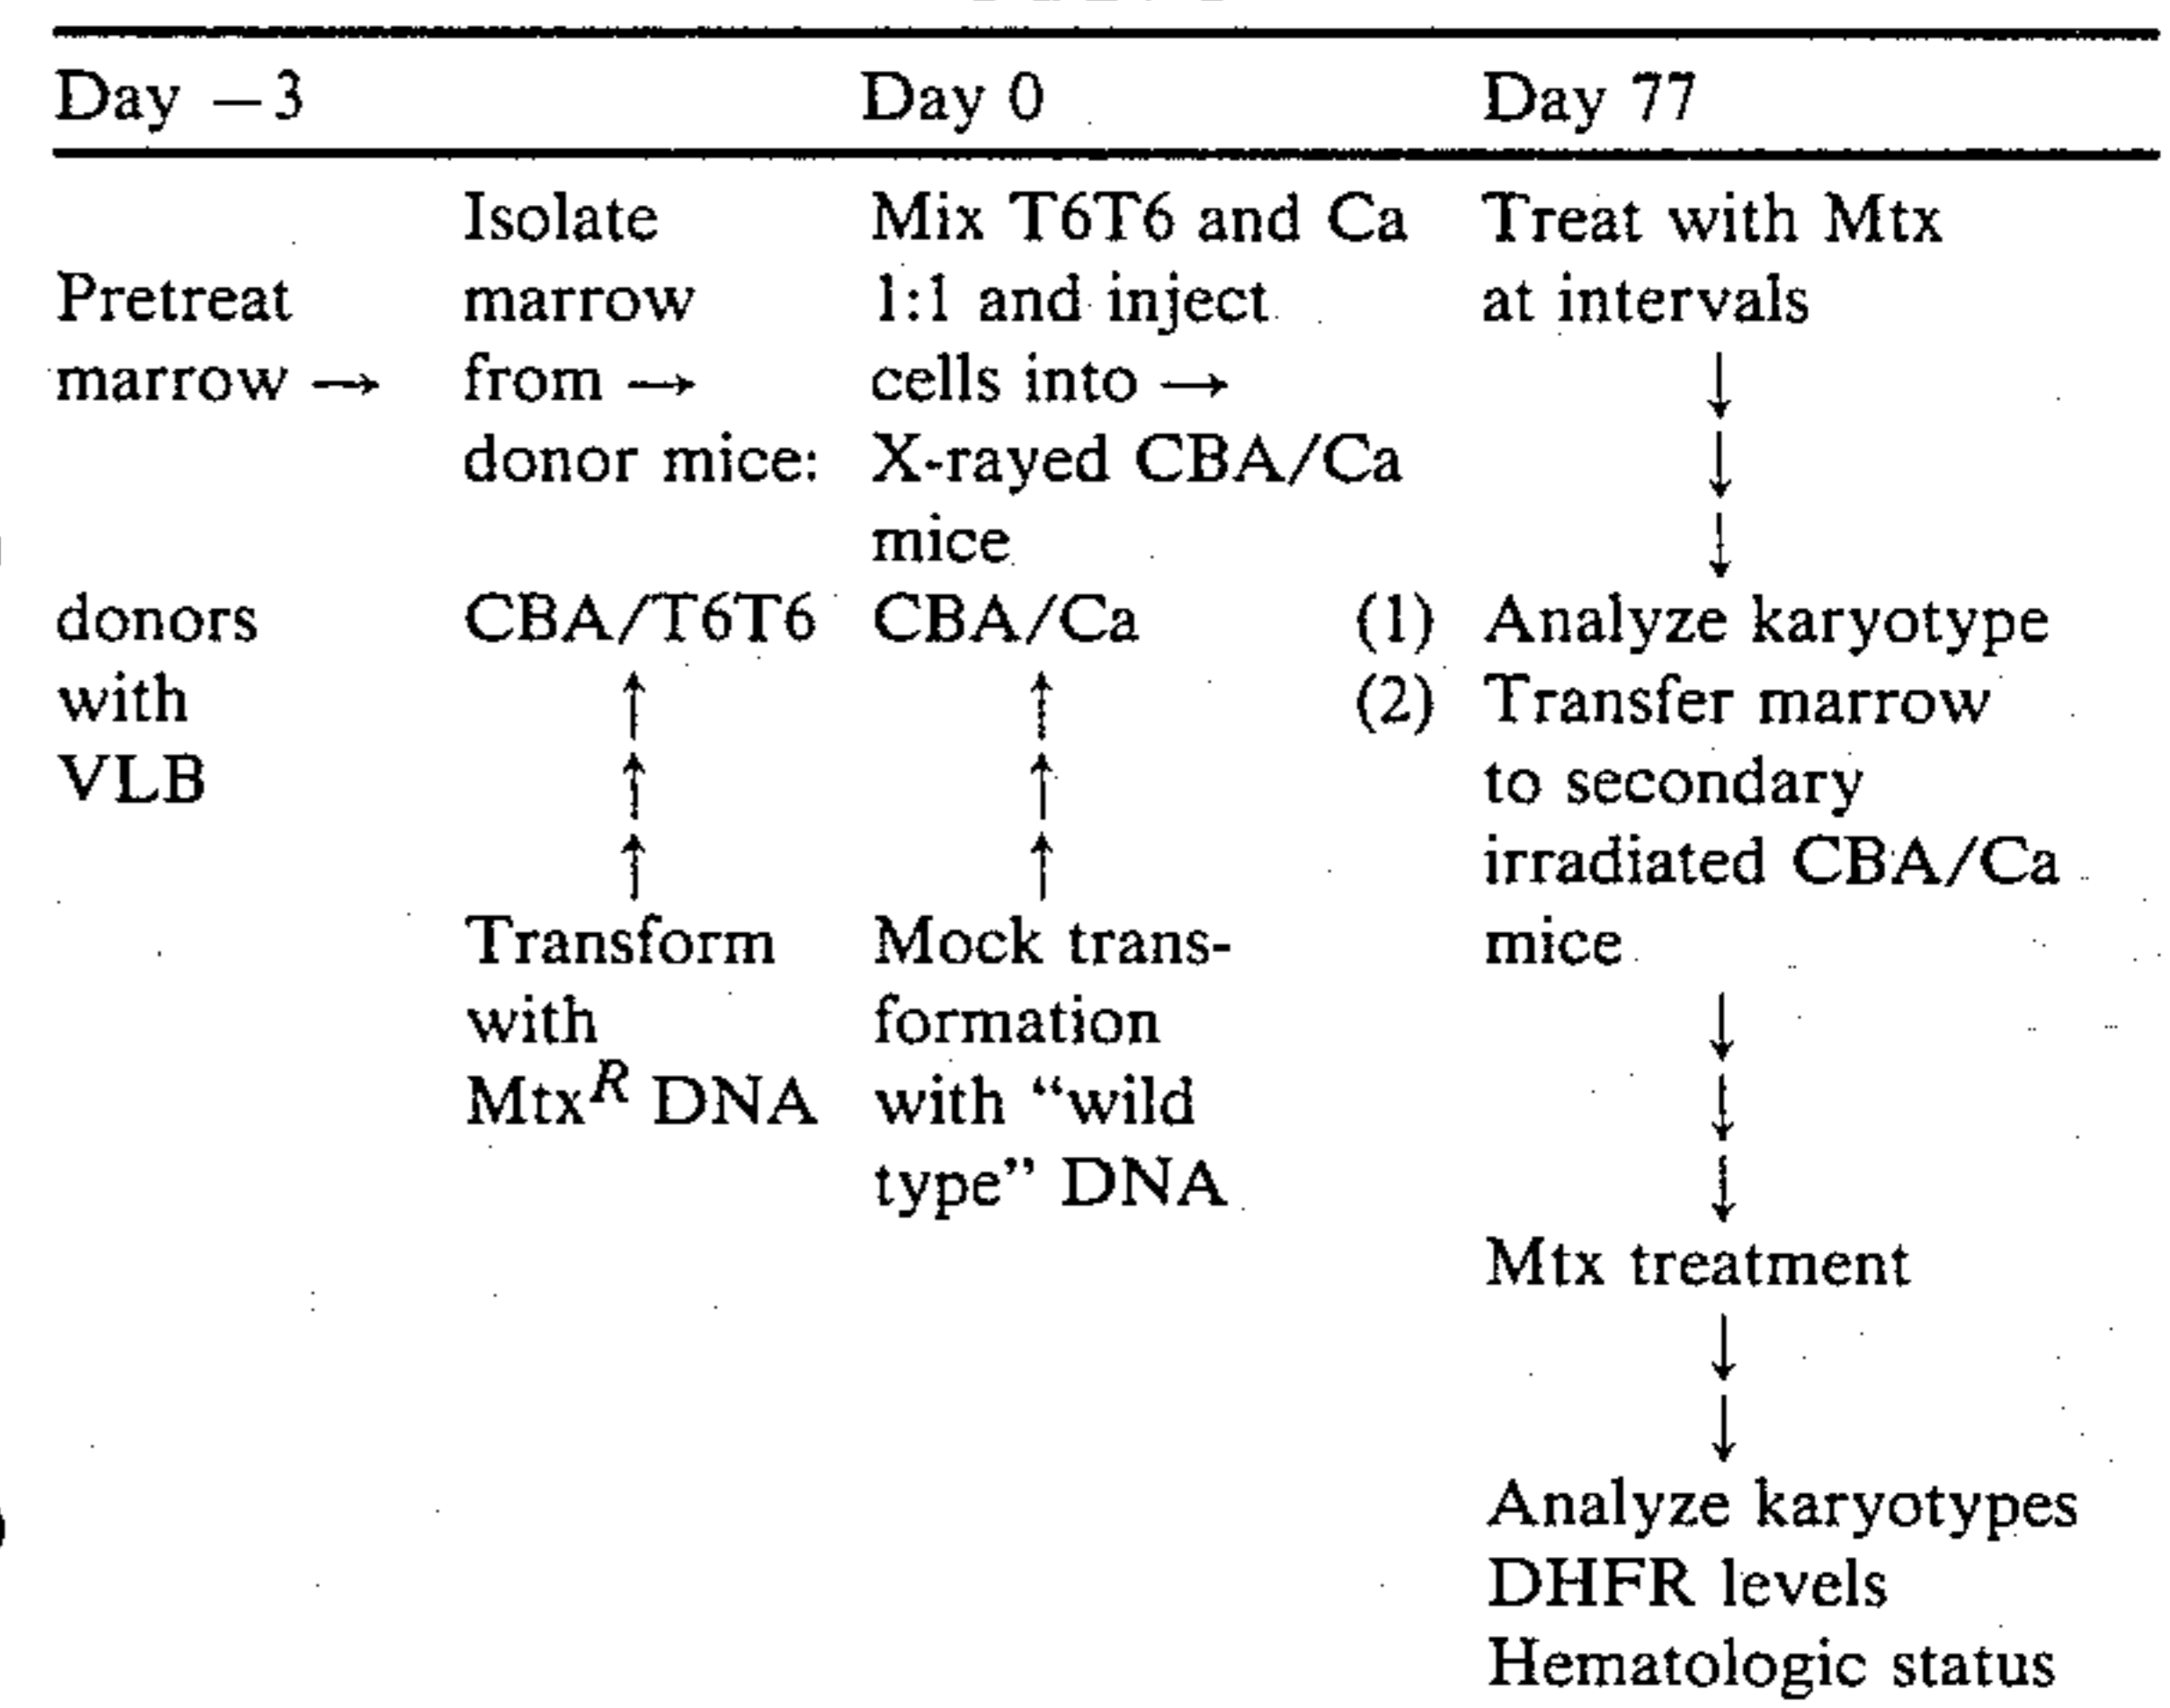 Day −3 Day 0 Day 77
Isolate Mix T6T6 and Ca Treat with Mtx
Pretreat marrow 1:1 and inject at intervals
marrow → from → cells into → ↓
donor mice: X-rayed CBA/Ca ↓
mice ↓
donors CBA/T6T6 CBA/Ca (1) Analyze karyotype
with ↑ ↑ (2) Transfer marrow
VLB ↑ ↑ to secondary
↑ ↑ irradiated CBA/Ca
Transform Mock trans- mice
with formation ↓
Mtx^R DNA with “wild ↓
type” DNA ↓
Mtx treatment
↓
↓
Analyze karyotypes
DHFR levels
Hematologic status